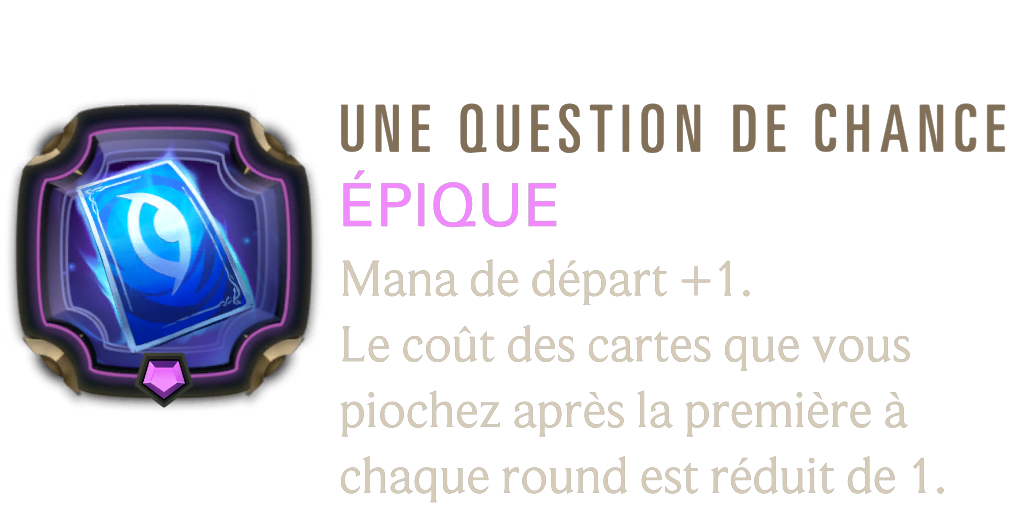 UNE QUESTION DE CHANCE
ÉPIQUE
Mana de départ +1.
Le coût des cartes que vous
piochez après la première à
chaque round est réduit de 1.